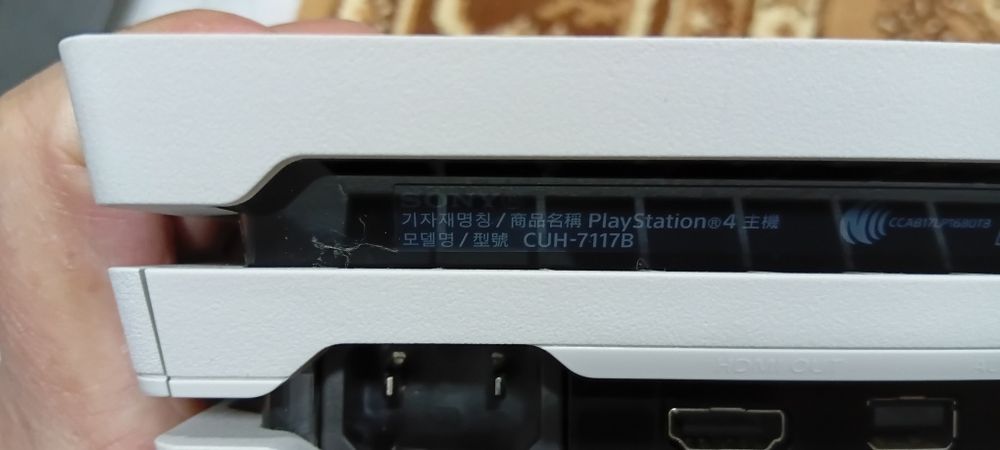 SONY
기자재명칭 / 商品名稱 PlayStation®4 主機
모델명 / 型號 CUH-7117B
CCAB17LP1680T8
HDMI OUT